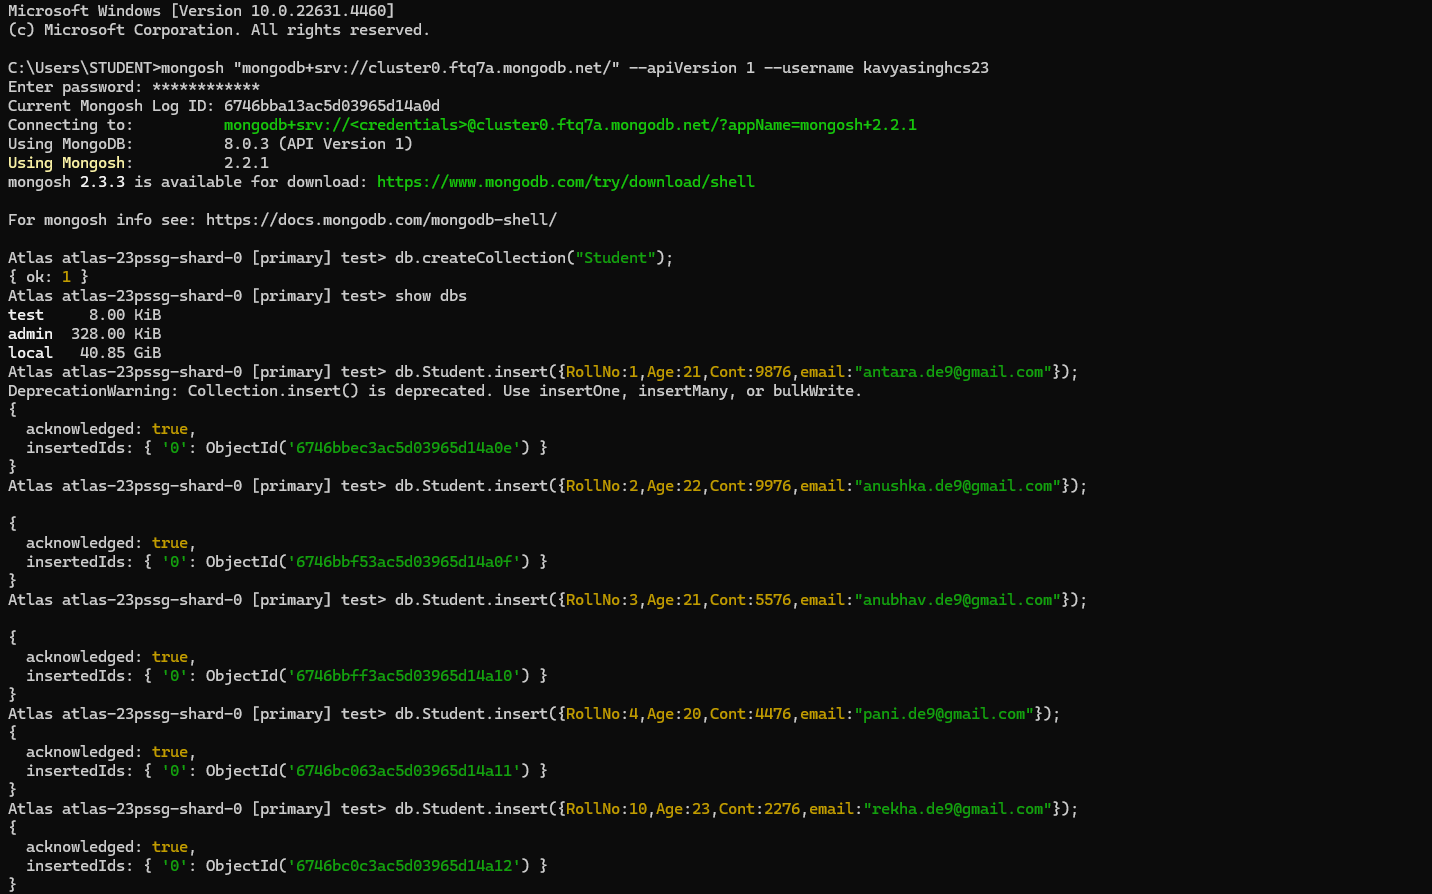 Microsoft Windows [Version 10.0.22631.4460]
(c) Microsoft Corporation. All rights reserved.
C:\Users\STUDENT>mongosh "mongodb+srv://cluster0.ftq7a.mongodb.net/" --apiVersion 1 --username kavyasinghcs23
Enter password: ************
Current Mongosh Log ID: 6746bba13ac5d03965d14a0d
Connecting to:          mongodb+srv://<credentials>@cluster0.ftq7a.mongodb.net/?appName=mongosh+2.2.1
Using MongoDB:          8.0.3 (API Version 1)
Using Mongosh:          2.2.1
mongosh 2.3.3 is available for download: https://www.mongodb.com/try/download/shell
For mongosh info see: https://docs.mongodb.com/mongodb-shell/
Atlas atlas-23pssg-shard-0 [primary] test> db.createCollection("Student");
{ ok: 1 }
Atlas atlas-23pssg-shard-0 [primary] test> show dbs
test     8.00 KiB
admin  328.00 KiB
local   40.85 GiB
Atlas atlas-23pssg-shard-0 [primary] test> db.Student.insert({RollNo:1,Age:21,Cont:9876,email:"antara.de9@gmail.com"});
DeprecationWarning: Collection.insert() is deprecated. Use insertOne, insertMany, or bulkWrite.
{
  acknowledged: true,
  insertedIds: { '0': ObjectId('6746bbec3ac5d03965d14a0e') }
}
Atlas atlas-23pssg-shard-0 [primary] test> db.Student.insert({RollNo:2,Age:22,Cont:9976,email:"anushka.de9@gmail.com"});
{
  acknowledged: true,
  insertedIds: { '0': ObjectId('6746bbf53ac5d03965d14a0f') }
}
Atlas atlas-23pssg-shard-0 [primary] test> db.Student.insert({RollNo:3,Age:21,Cont:5576,email:"anubhav.de9@gmail.com"});
{
  acknowledged: true,
  insertedIds: { '0': ObjectId('6746bbff3ac5d03965d14a10') }
}
Atlas atlas-23pssg-shard-0 [primary] test> db.Student.insert({RollNo:4,Age:20,Cont:4476,email:"pani.de9@gmail.com"});
{
  acknowledged: true,
  insertedIds: { '0': ObjectId('6746bc063ac5d03965d14a11') }
}
Atlas atlas-23pssg-shard-0 [primary] test> db.Student.insert({RollNo:10,Age:23,Cont:2276,email:"rekha.de9@gmail.com"});
{
  acknowledged: true,
  insertedIds: { '0': ObjectId('6746bc0c3ac5d03965d14a12') }
}